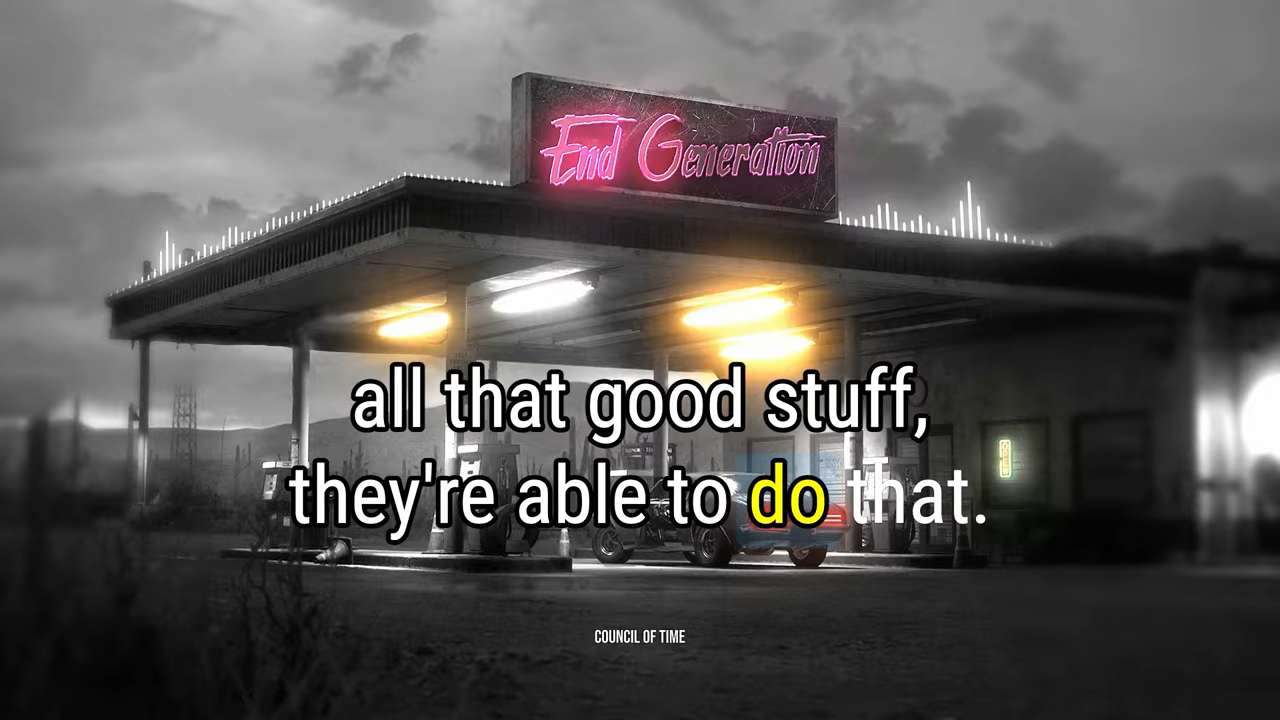 End Generation
all that good stuff,
they're able to do that.
COUNCIL OF TIME